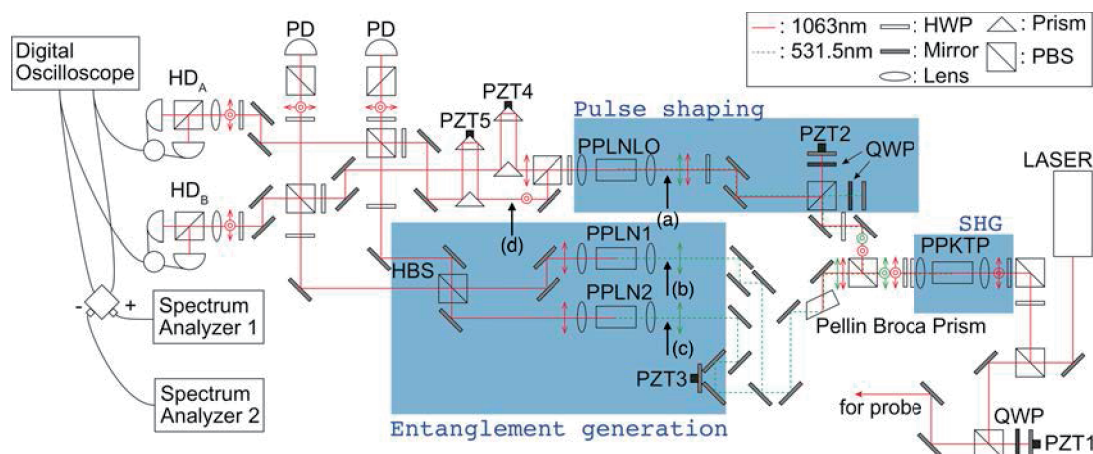 PD
PD
Digital
Oscilloscope
HD_A
HD_B
-
+
Spectrum
Analyzer 1
Spectrum
Analyzer 2
PZT4
PZT5
(d)
Pulse shaping
PPLNLO
(a)
PZT2
QWP
: 1063nm
: 531.5nm
: HWP
: Mirror
: Lens
: Prism
: PBS
LASER
SHG
PPKTP
HBS
PPLN1
(b)
PPLN2
(c)
PZT3
Entanglement generation
Pellin Broca Prism
for probe
QWP
PZT1